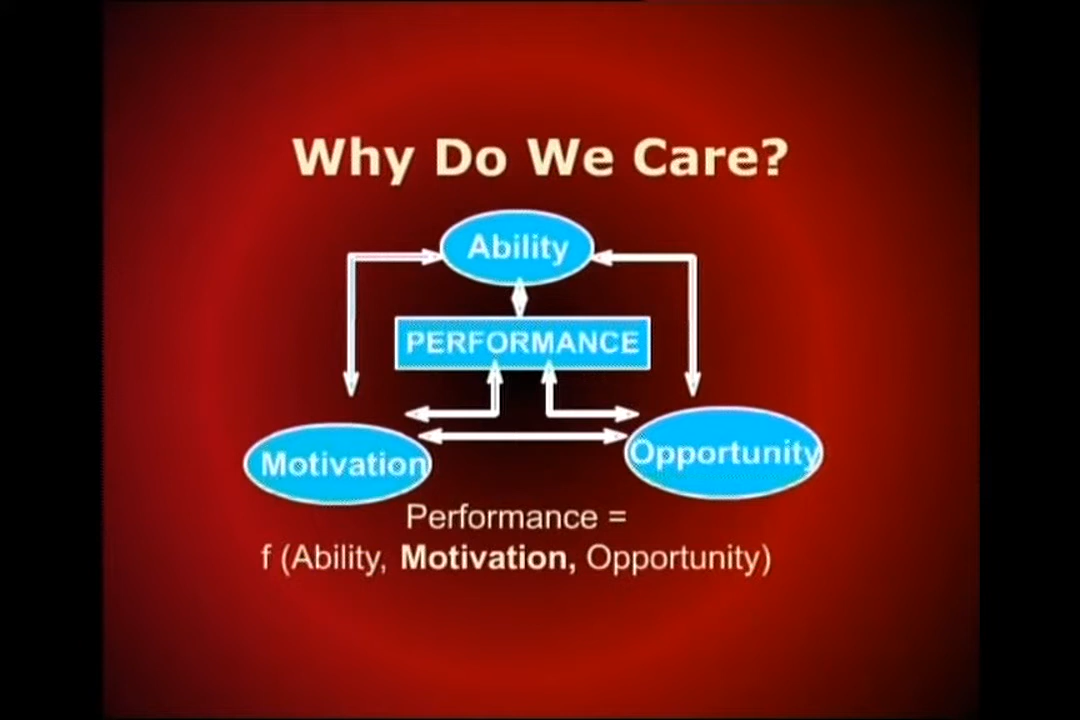 Why Do We Care?
Ability
PERFORMANCE
Motivation
Opportunity
Performance =
f (Ability, Motivation, Opportunity)